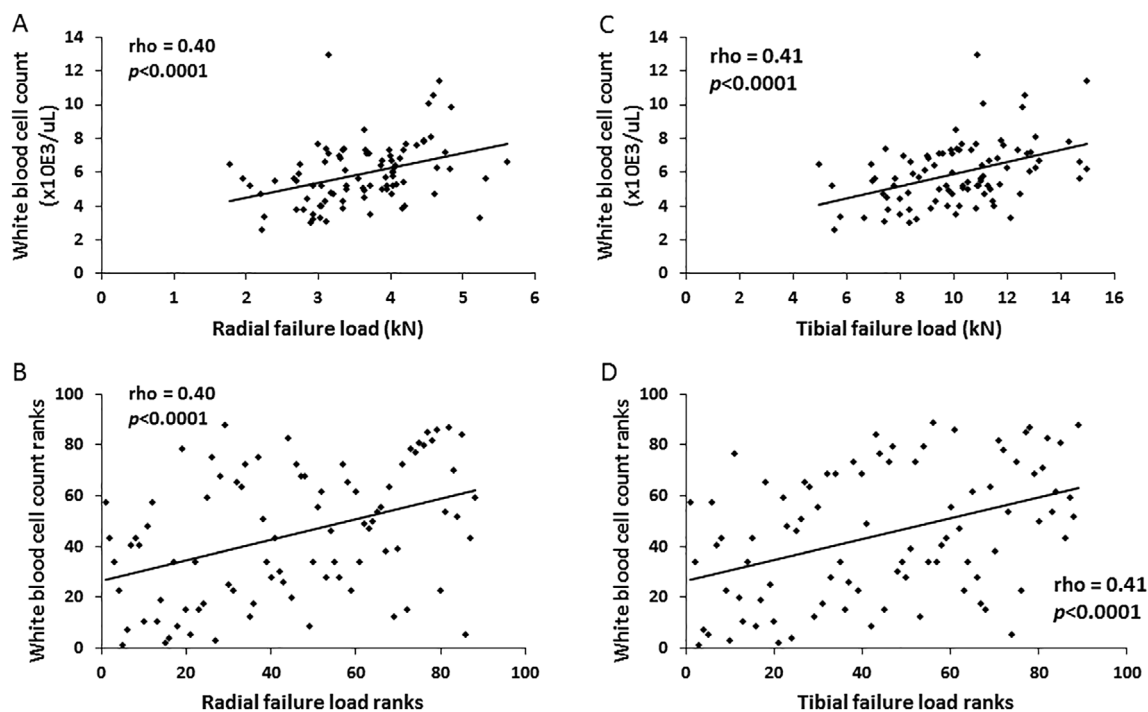 A
rho = 0.40
p<0.0001
White blood cell count
(x10E3/uL)
14
12
10
8
6
4
2
0
0 1 2 3 4 5 6
Radial failure load (kN)
C
rho = 0.41
p<0.0001
White blood cell count
(x10E3/uL)
14
12
10
8
6
4
2
0
0 2 4 6 8 10 12 14 16
Tibial failure load (kN)
B
rho = 0.40
p<0.0001
White blood cell count ranks
100
80
60
40
20
0
0 20 40 60 80 100
Radial failure load ranks
D
rho = 0.41
p<0.0001
White blood cell count ranks
100
80
60
40
20
0
0 20 40 60 80 100
Tibial failure load ranks